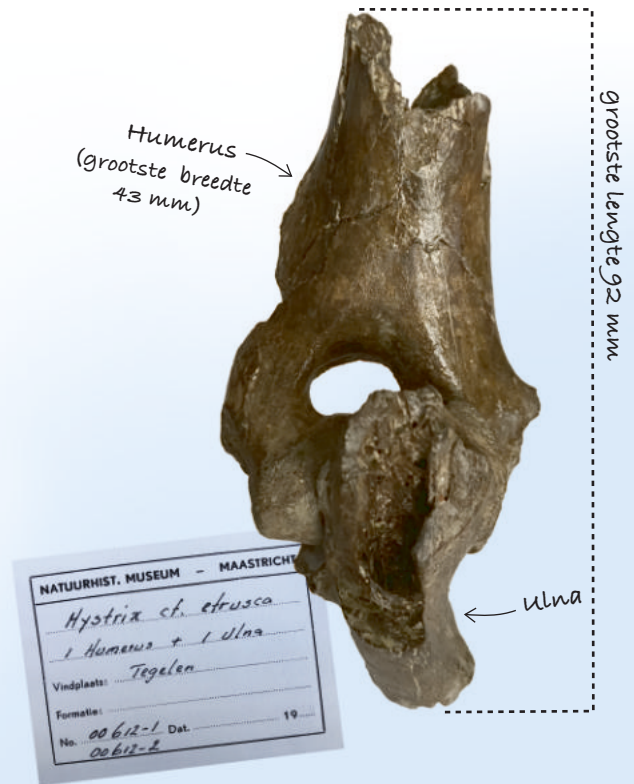 Humerus
(grootste breedte
43 mm)
grootste lengte 92 mm
Ulna
NATUURHIST. MUSEUM – MAASTRICHT
Hystrix cf. etrusca
1 Humerus + 1 Ulna
Vindplaats: Tegelen
Formatie:
No. 00612-1 Dat. 19
00612-2